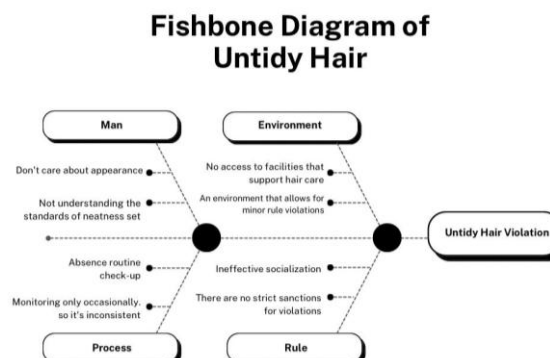 Fishbone Diagram of
Untidy Hair
Man
Environment
Don't care about appearance
No access to facilities that
support hair care
Not understanding the
standards of neatness set
An environment that allows for
minor rule violations
Untidy Hair Violation
Absence routine
check-up
Ineffective socialization
Monitoring only occasionally.
so it's inconsistent
There are no strict sanctions
for violations
Process
Rule